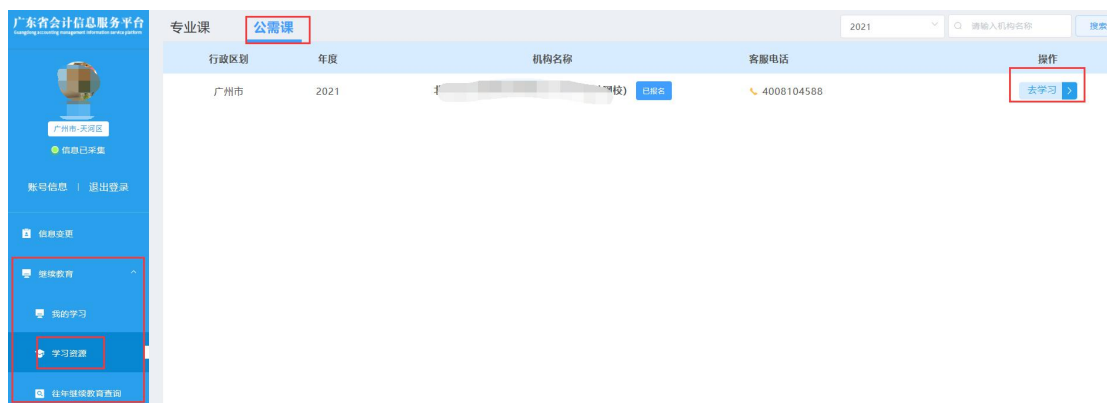 广东省会计信息服务平台
Guangdong accounting management information service platform
专业课 公需课
2021 请输入机构名称 搜索
行政区划 年度 机构名称 客服电话 操作
广州市 2021 校) 已报名 4008104588 去学习 >
广州市-天河区
信息已采集
账号信息 | 退出登录
信息变更
继续教育
我的学习
学习资源
往年继续教育查询